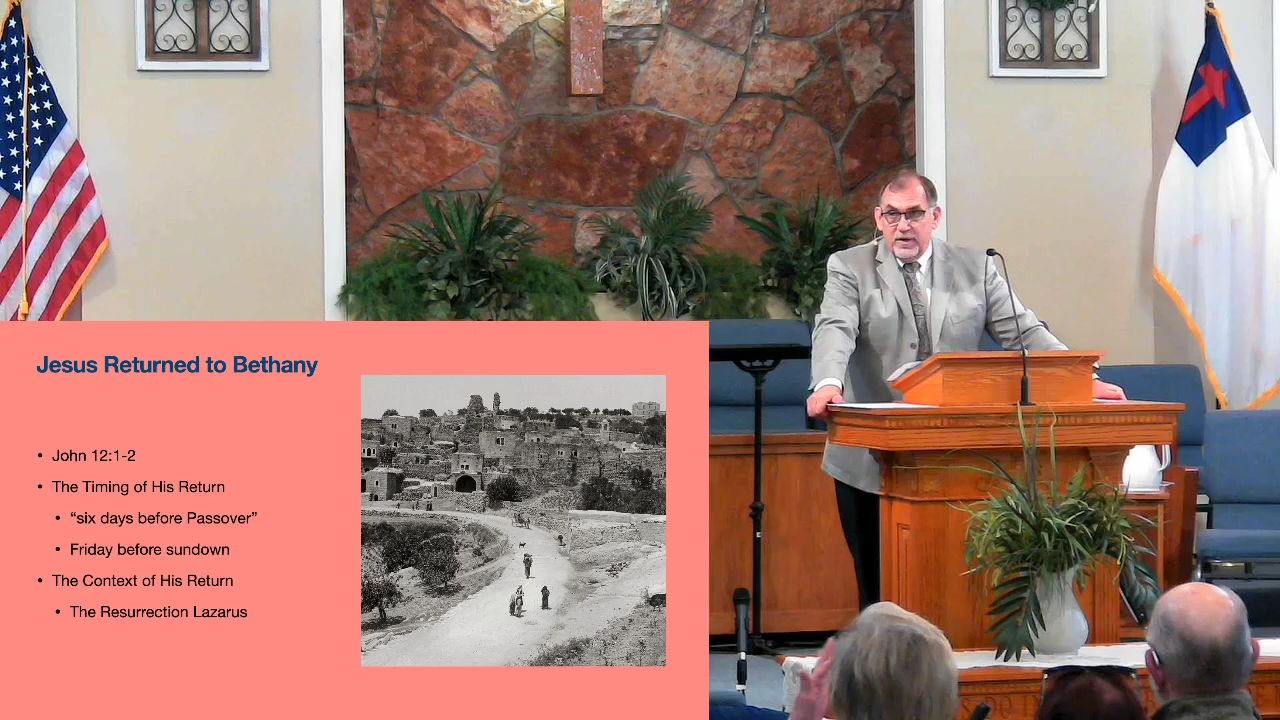 Jesus Returned to Bethany
• John 12:1-2
• The Timing of His Return
• “six days before Passover”
• Friday before sundown
• The Context of His Return
• The Resurrection Lazarus